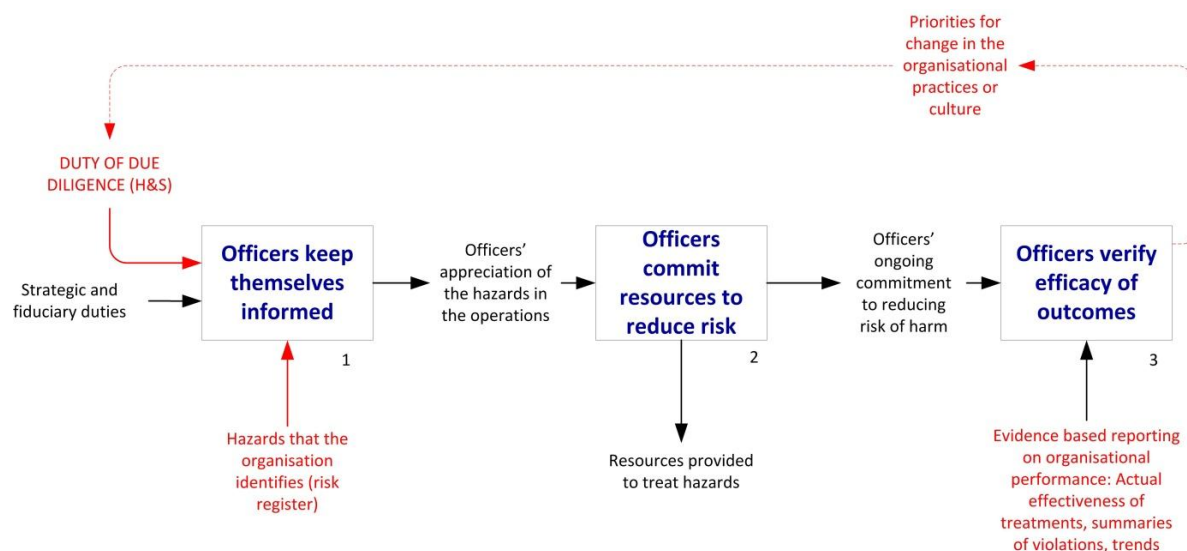 Priorities for
change in the
organisational
practices or
culture
DUTY OF DUE
DILIGENCE (H&S)
Strategic and
fiduciary duties
Officers keep
themselves
informed
1
Hazards that the
organisation
identifies (risk
register)
Officers’
appreciation of
the hazards in
the operations
Officers
commit
resources to
reduce risk
2
Resources provided
to treat hazards
Officers’
ongoing
commitment
to reducing
risk of harm
Officers verify
efficacy of
outcomes
3
Evidence based reporting
on organisational
performance: Actual
effectiveness of
treatments, summaries
of violations, trends